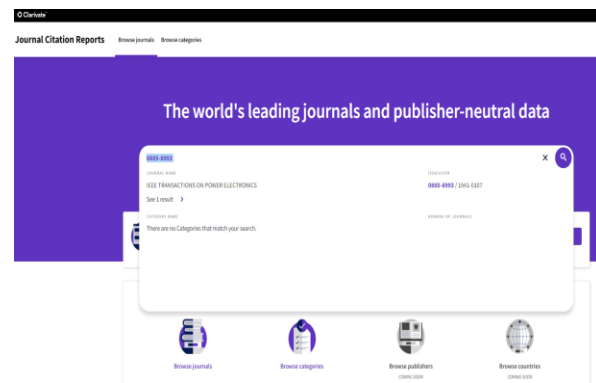 Clarivate
Journal Citation Reports Browse journals Browse categories
The world's leading journals and publisher-neutral data
0885-8993 X
JOURNAL NAME ISSN/EISSN
IEEE TRANSACTIONS ON POWER ELECTRONICS 0885-8993 / 1941-0107
See 1 result >
CATEGORY NAME NUMBER OF JOURNALS
There are no Categories that match your search.
Browse journals Browse categories Browse publishers Browse countries
COMING SOON COMING SOON